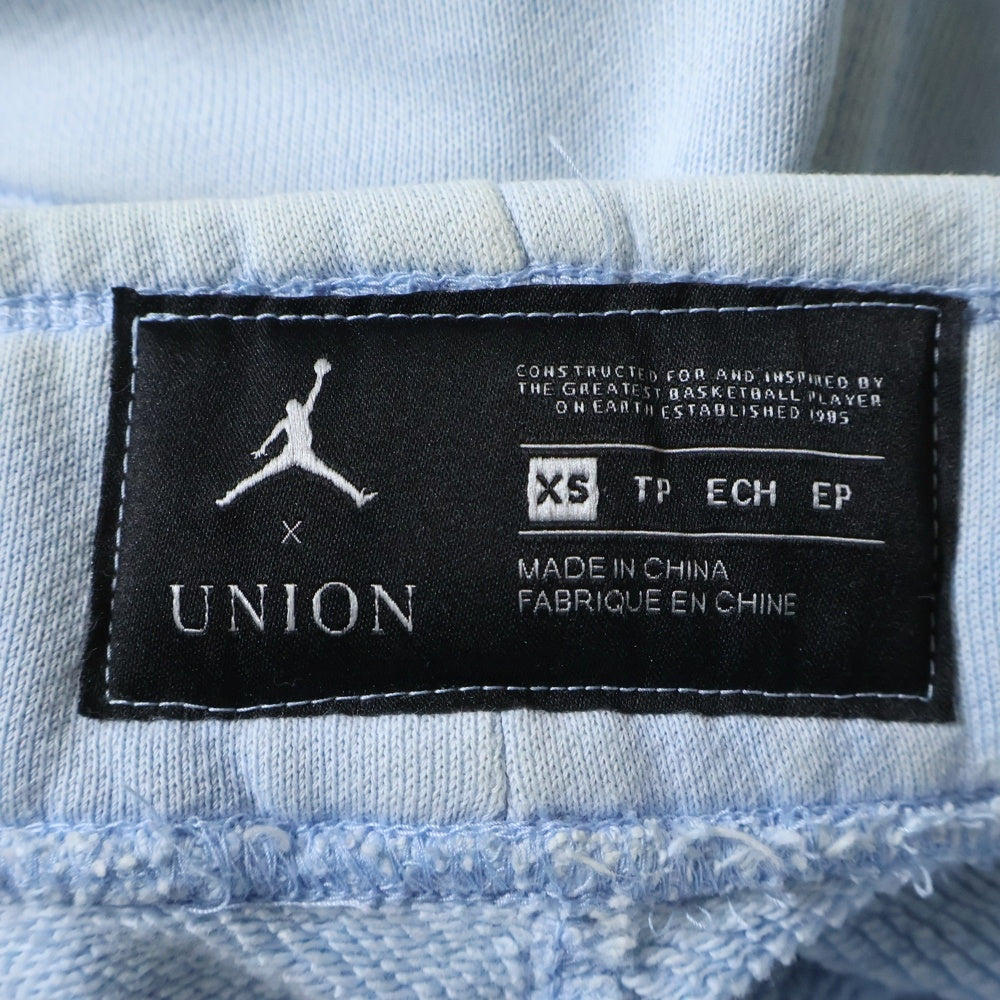 ×
UNION
CONSTRUCTED FOR AND INSPIRED BY
THE GREATEST BASKETBALL PLAYER
ON EARTH ESTABLISHED 1985
XS TP ECH EP
MADE IN CHINA
FABRIQUE EN CHINE